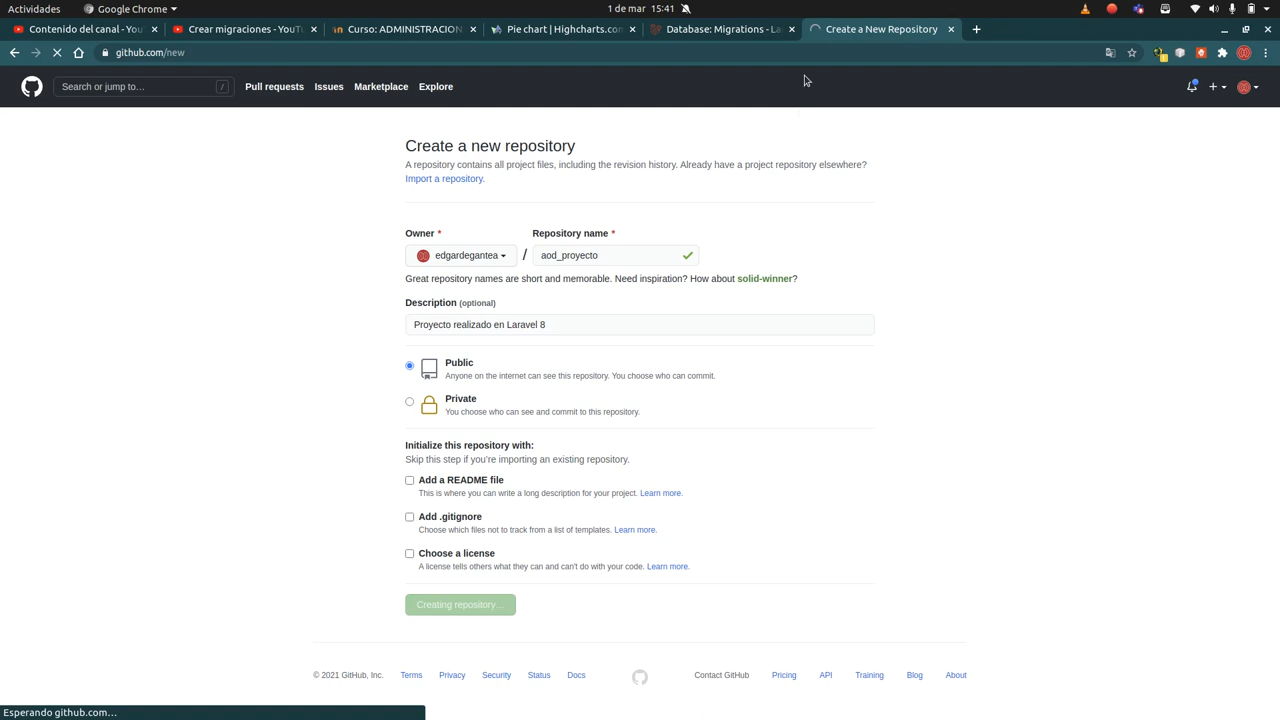 Actividades
Google Chrome
1 de mar 15:41
Contenido del canal - You
Crear migraciones - YouTu
Curso: ADMINISTRACION
Pie chart | Highcharts.com
Database: Migrations - La
Create a New Repository
github.com/new
Search or jump to…
/
Pull requests
Issues
Marketplace
Explore
Create a new repository
A repository contains all project files, including the revision history. Already have a project repository elsewhere?
Import a repository.
Owner *
Repository name *
edgardegantea
/
aod_proyecto
Great repository names are short and memorable. Need inspiration? How about solid-winner?
Description (optional)
Proyecto realizado en Laravel 8
Public
Anyone on the internet can see this repository. You choose who can commit.
Private
You choose who can see and commit to this repository.
Initialize this repository with:
Skip this step if you're importing an existing repository.
Add a README file
This is where you can write a long description for your project. Learn more.
Add .gitignore
Choose which files not to track from a list of templates. Learn more.
Choose a license
A license tells others what they can and can't do with your code. Learn more.
Creating repository…
© 2021 GitHub, Inc.
Terms
Privacy
Security
Status
Docs
Contact GitHub
Pricing
API
Training
Blog
About
Esperando github.com…